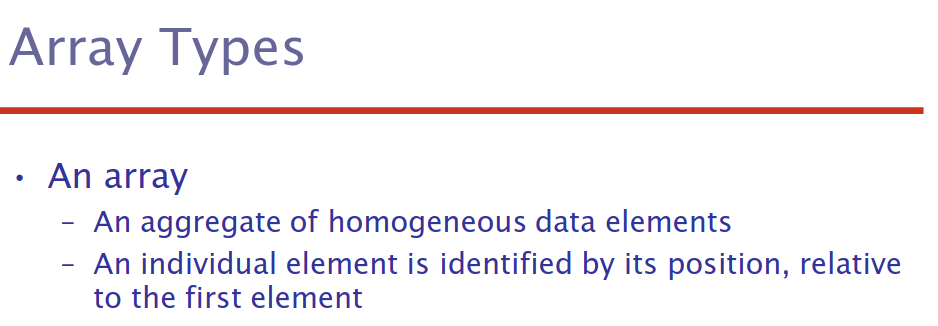 Array Types
• An array
– An aggregate of homogeneous data elements
– An individual element is identified by its position, relative
to the first element